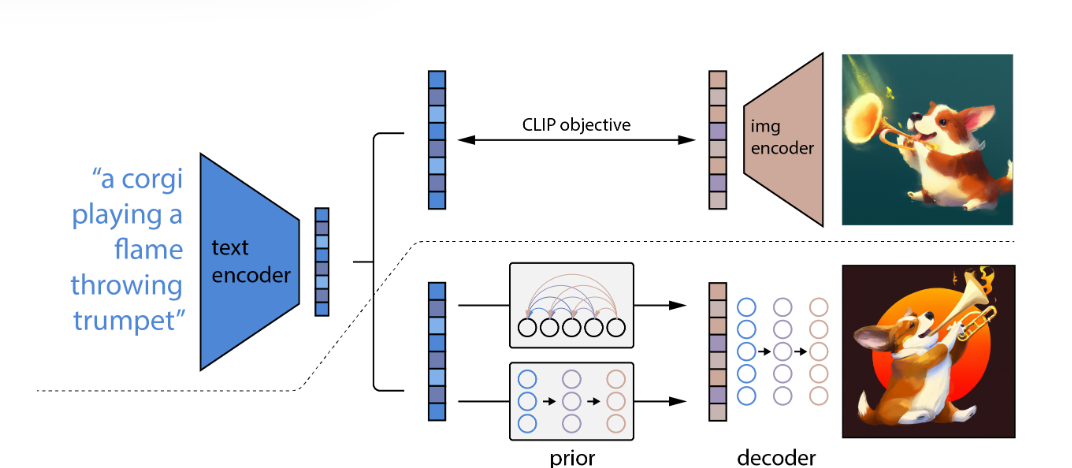 “a corgi
playing a
flame
throwing
trumpet”
text
encoder
CLIP objective
img
encoder
prior
decoder